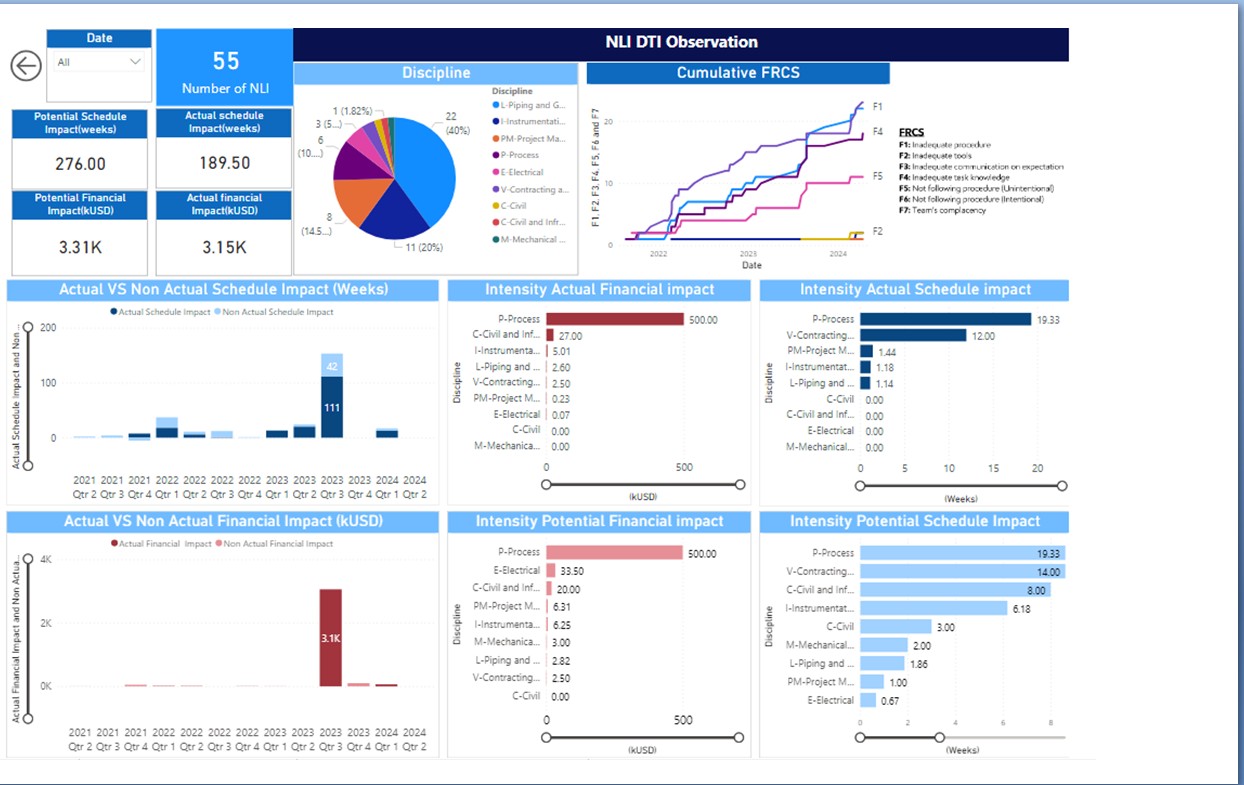 Date
All
55
Number of NLI
NLI DTI Observation
Potential Schedule
Impact(weeks)
276.00
Actual schedule
Impact(weeks)
189.50
Potential Financial
Impact(kUSD)
3.31K
Actual financial
Impact(kUSD)
3.15K
Discipline
1 (1.82%)
3 (5...)
6
(10....)
8
(14.5...)
11 (20%)
22
(40%)
Discipline
L-Piping and G...
I-Instrumentati...
PM-Project Ma...
P-Process
E-Electrical
V-Contracting a...
C-Civil
C-Civil and Infr...
M-Mechanical ...
Cumulative FRCS
F1, F2, F3, F4, F5, F6 and F7
20
10
0
2022
2023
2024
Date
F1
F4
F5
F2
FRCS
F1: Inadequate procedure
F2: Inadequate tools
F3: Inadequate communication on expectation
F4: Inadequate task knowledge
F5: Not following procedure (Unintentional)
F6: Not following procedure (Intentional)
F7: Team's complacency
Actual VS Non Actual Schedule Impact (Weeks)
Actual Schedule Impact Non Actual Schedule Impact
Actual Schedule Impact and Non ...
200
100
0
42
111
2021 2021 2021 2022 2022 2022 2022 2023 2023 2023 2023 2024 2024
Qtr 2 Qtr 3 Qtr 4 Qtr 1 Qtr 2 Qtr 3 Qtr 4 Qtr 1 Qtr 2 Qtr 3 Qtr 4 Qtr 1 Qtr 2
Intensity Actual Financial impact
Discipline
P-Process 500.00
C-Civil and Inf... 27.00
I-Instrumenta... 5.01
L-Piping and ... 2.60
V-Contracting... 2.50
PM-Project M... 0.23
E-Electrical 0.07
C-Civil 0.00
M-Mechanica... 0.00
0 500
(kUSD)
Intensity Actual Schedule impact
Discipline
P-Process 19.33
V-Contracting... 12.00
PM-Project M... 1.44
I-Instrumentat... 1.18
L-Piping and ... 1.14
C-Civil 0.00
C-Civil and Inf... 0.00
E-Electrical 0.00
M-Mechanical... 0.00
0 5 10 15 20
(Weeks)
Actual VS Non Actual Financial Impact (kUSD)
Actual Financial Impact Non Actual Financial Impact
Actual Financial Impact and Non Actua...
4K
2K
0K
3.1K
2021 2021 2021 2022 2022 2022 2022 2023 2023 2023 2023 2024 2024
Qtr 2 Qtr 3 Qtr 4 Qtr 1 Qtr 2 Qtr 3 Qtr 4 Qtr 1 Qtr 2 Qtr 3 Qtr 4 Qtr 1 Qtr 2
Intensity Potential Financial impact
Discipline
P-Process 500.00
E-Electrical 33.50
C-Civil and Inf... 20.00
PM-Project M... 6.31
I-Instrumenta... 6.25
M-Mechanica... 3.00
L-Piping and ... 2.82
V-Contracting... 2.50
C-Civil 0.00
0 500
(kUSD)
Intensity Potential Schedule Impact
Discipline
P-Process 19.33
V-Contracting... 14.00
C-Civil and Inf... 8.00
I-Instrumentat... 6.18
C-Civil 3.00
M-Mechanical... 2.00
L-Piping and ... 1.86
PM-Project M... 1.00
E-Electrical 0.67
0 2 4 6 8
(Weeks)